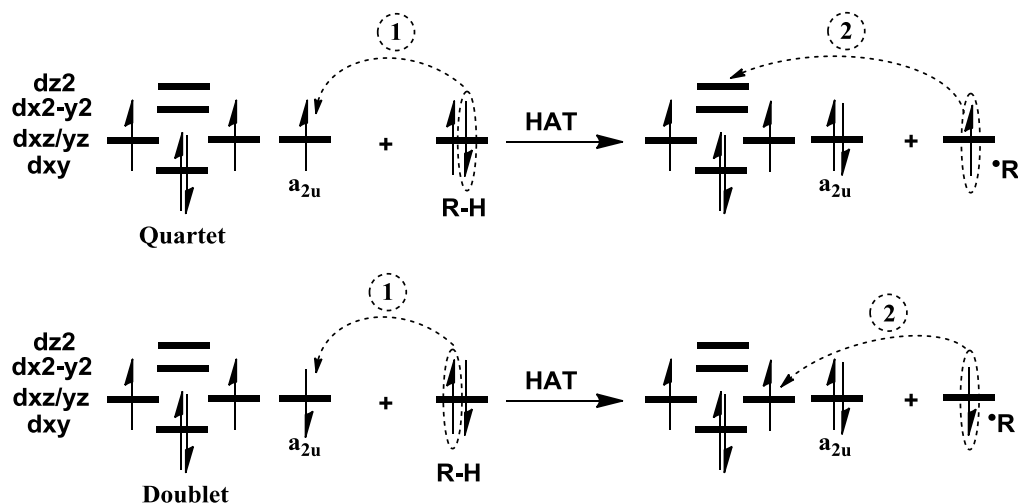 1
2
dz2
dx2-y2
dxz/yz
dxy
+
HAT
+
a2u
a2u
•R
R-H
Quartet
1
2
dz2
dx2-y2
dxz/yz
dxy
+
HAT
+
a2u
a2u
•R
R-H
Doublet